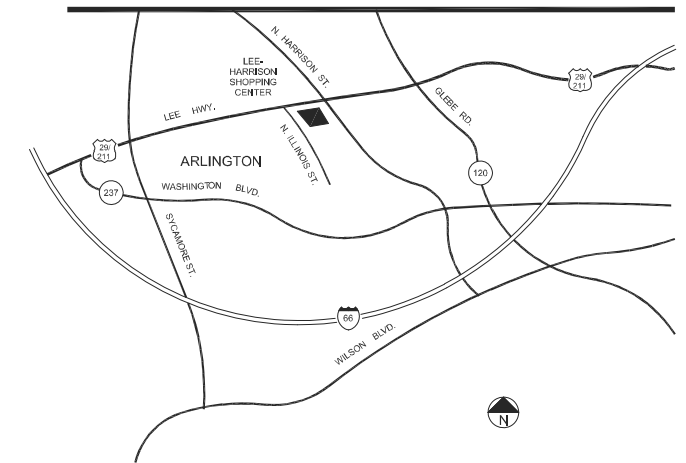 N. HARRISON ST.
LEE-
HARRISON
SHOPPING
CENTER
29/
211
GLEBE RD.
LEE HWY.
29/
211
N. ILLINOIS ST.
ARLINGTON
120
237
WASHINGTON BLVD.
SYCAMORE ST.
66
WILSON BLVD.
N